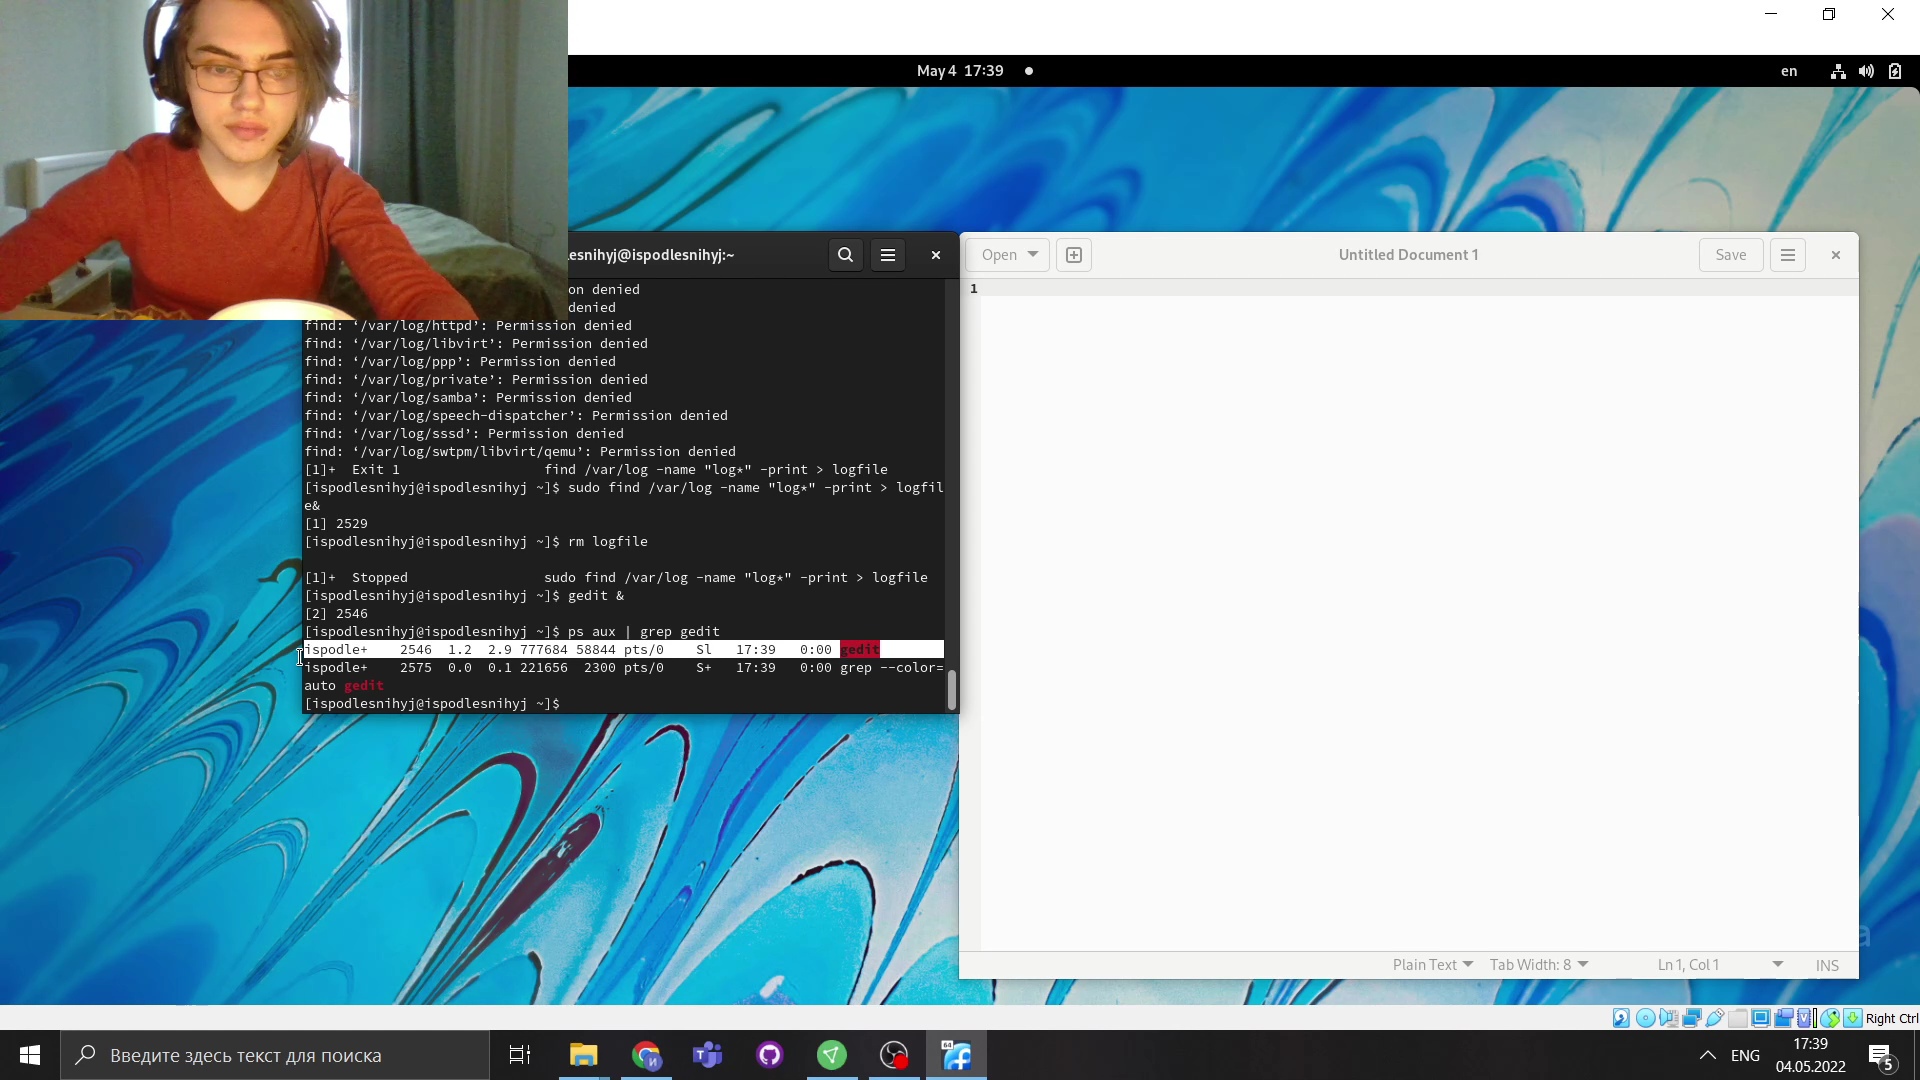 May 4 17:39
en
lesnihyj@ispodlesnihyj:~
Open
Untitled Document 1
Save
on denied
denied
find: ‘/var/log/httpd’: Permission denied
find: ‘/var/log/libvirt’: Permission denied
find: ‘/var/log/ppp’: Permission denied
find: ‘/var/log/private’: Permission denied
find: ‘/var/log/samba’: Permission denied
find: ‘/var/log/speech-dispatcher’: Permission denied
find: ‘/var/log/sssd’: Permission denied
find: ‘/var/log/swtpm/libvirt/qemu’: Permission denied
[1]+  Exit 1                  find /var/log -name "log*" -print > logfile
[ispodlesnihyj@ispodlesnihyj ~]$ sudo find /var/log -name "log*" -print > logfil
e&
[1] 2529
[ispodlesnihyj@ispodlesnihyj ~]$ rm logfile
[1]+  Stopped                 sudo find /var/log -name "log*" -print > logfile
[ispodlesnihyj@ispodlesnihyj ~]$ gedit &
[2] 2546
[ispodlesnihyj@ispodlesnihyj ~]$ ps aux | grep gedit
ispodle+    2546  1.2  2.9 777684 58844 pts/0    Sl   17:39   0:00 gedit
ispodle+    2575  0.0  0.1 221656  2300 pts/0    S+   17:39   0:00 grep --color=
auto gedit
[ispodlesnihyj@ispodlesnihyj ~]$
1
Plain Text
Tab Width: 8
Ln 1, Col 1
INS
Right Ctrl
Введите здесь текст для поиска
64
ENG
17:39
04.05.2022
5